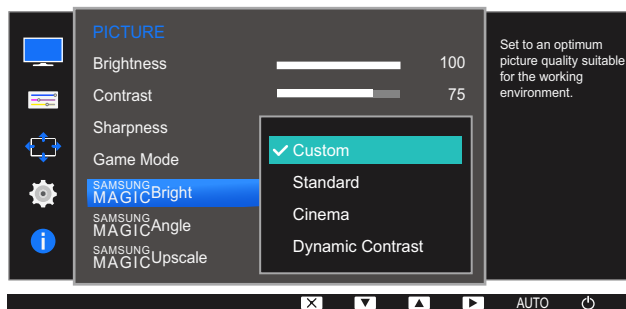 PICTURE
Brightness 100
Contrast 75
Sharpness
Game Mode
SAMSUNG
MAGICBright
SAMSUNG
MAGICAngle
SAMSUNG
MAGICUpscale
Custom
Standard
Cinema
Dynamic Contrast
Set to an optimum
picture quality suitable
for the working
environment.
AUTO